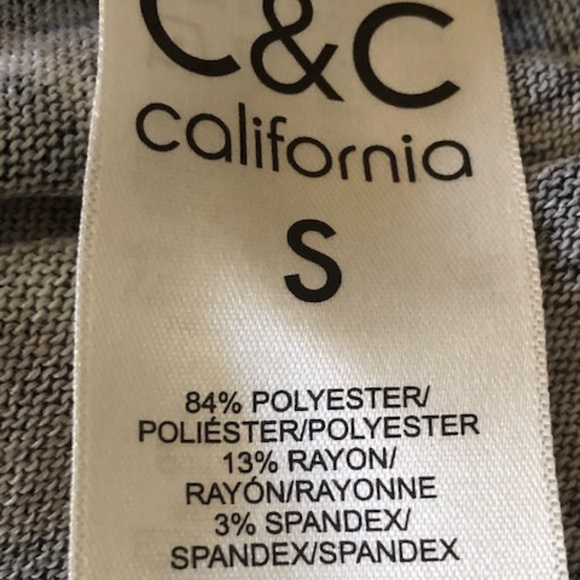 C&C
california
S
84% POLYESTER/
POLIÉSTER/POLYESTER
13% RAYON/
RAYÓN/RAYONNE
3% SPANDEX/
SPANDEX/SPANDEX